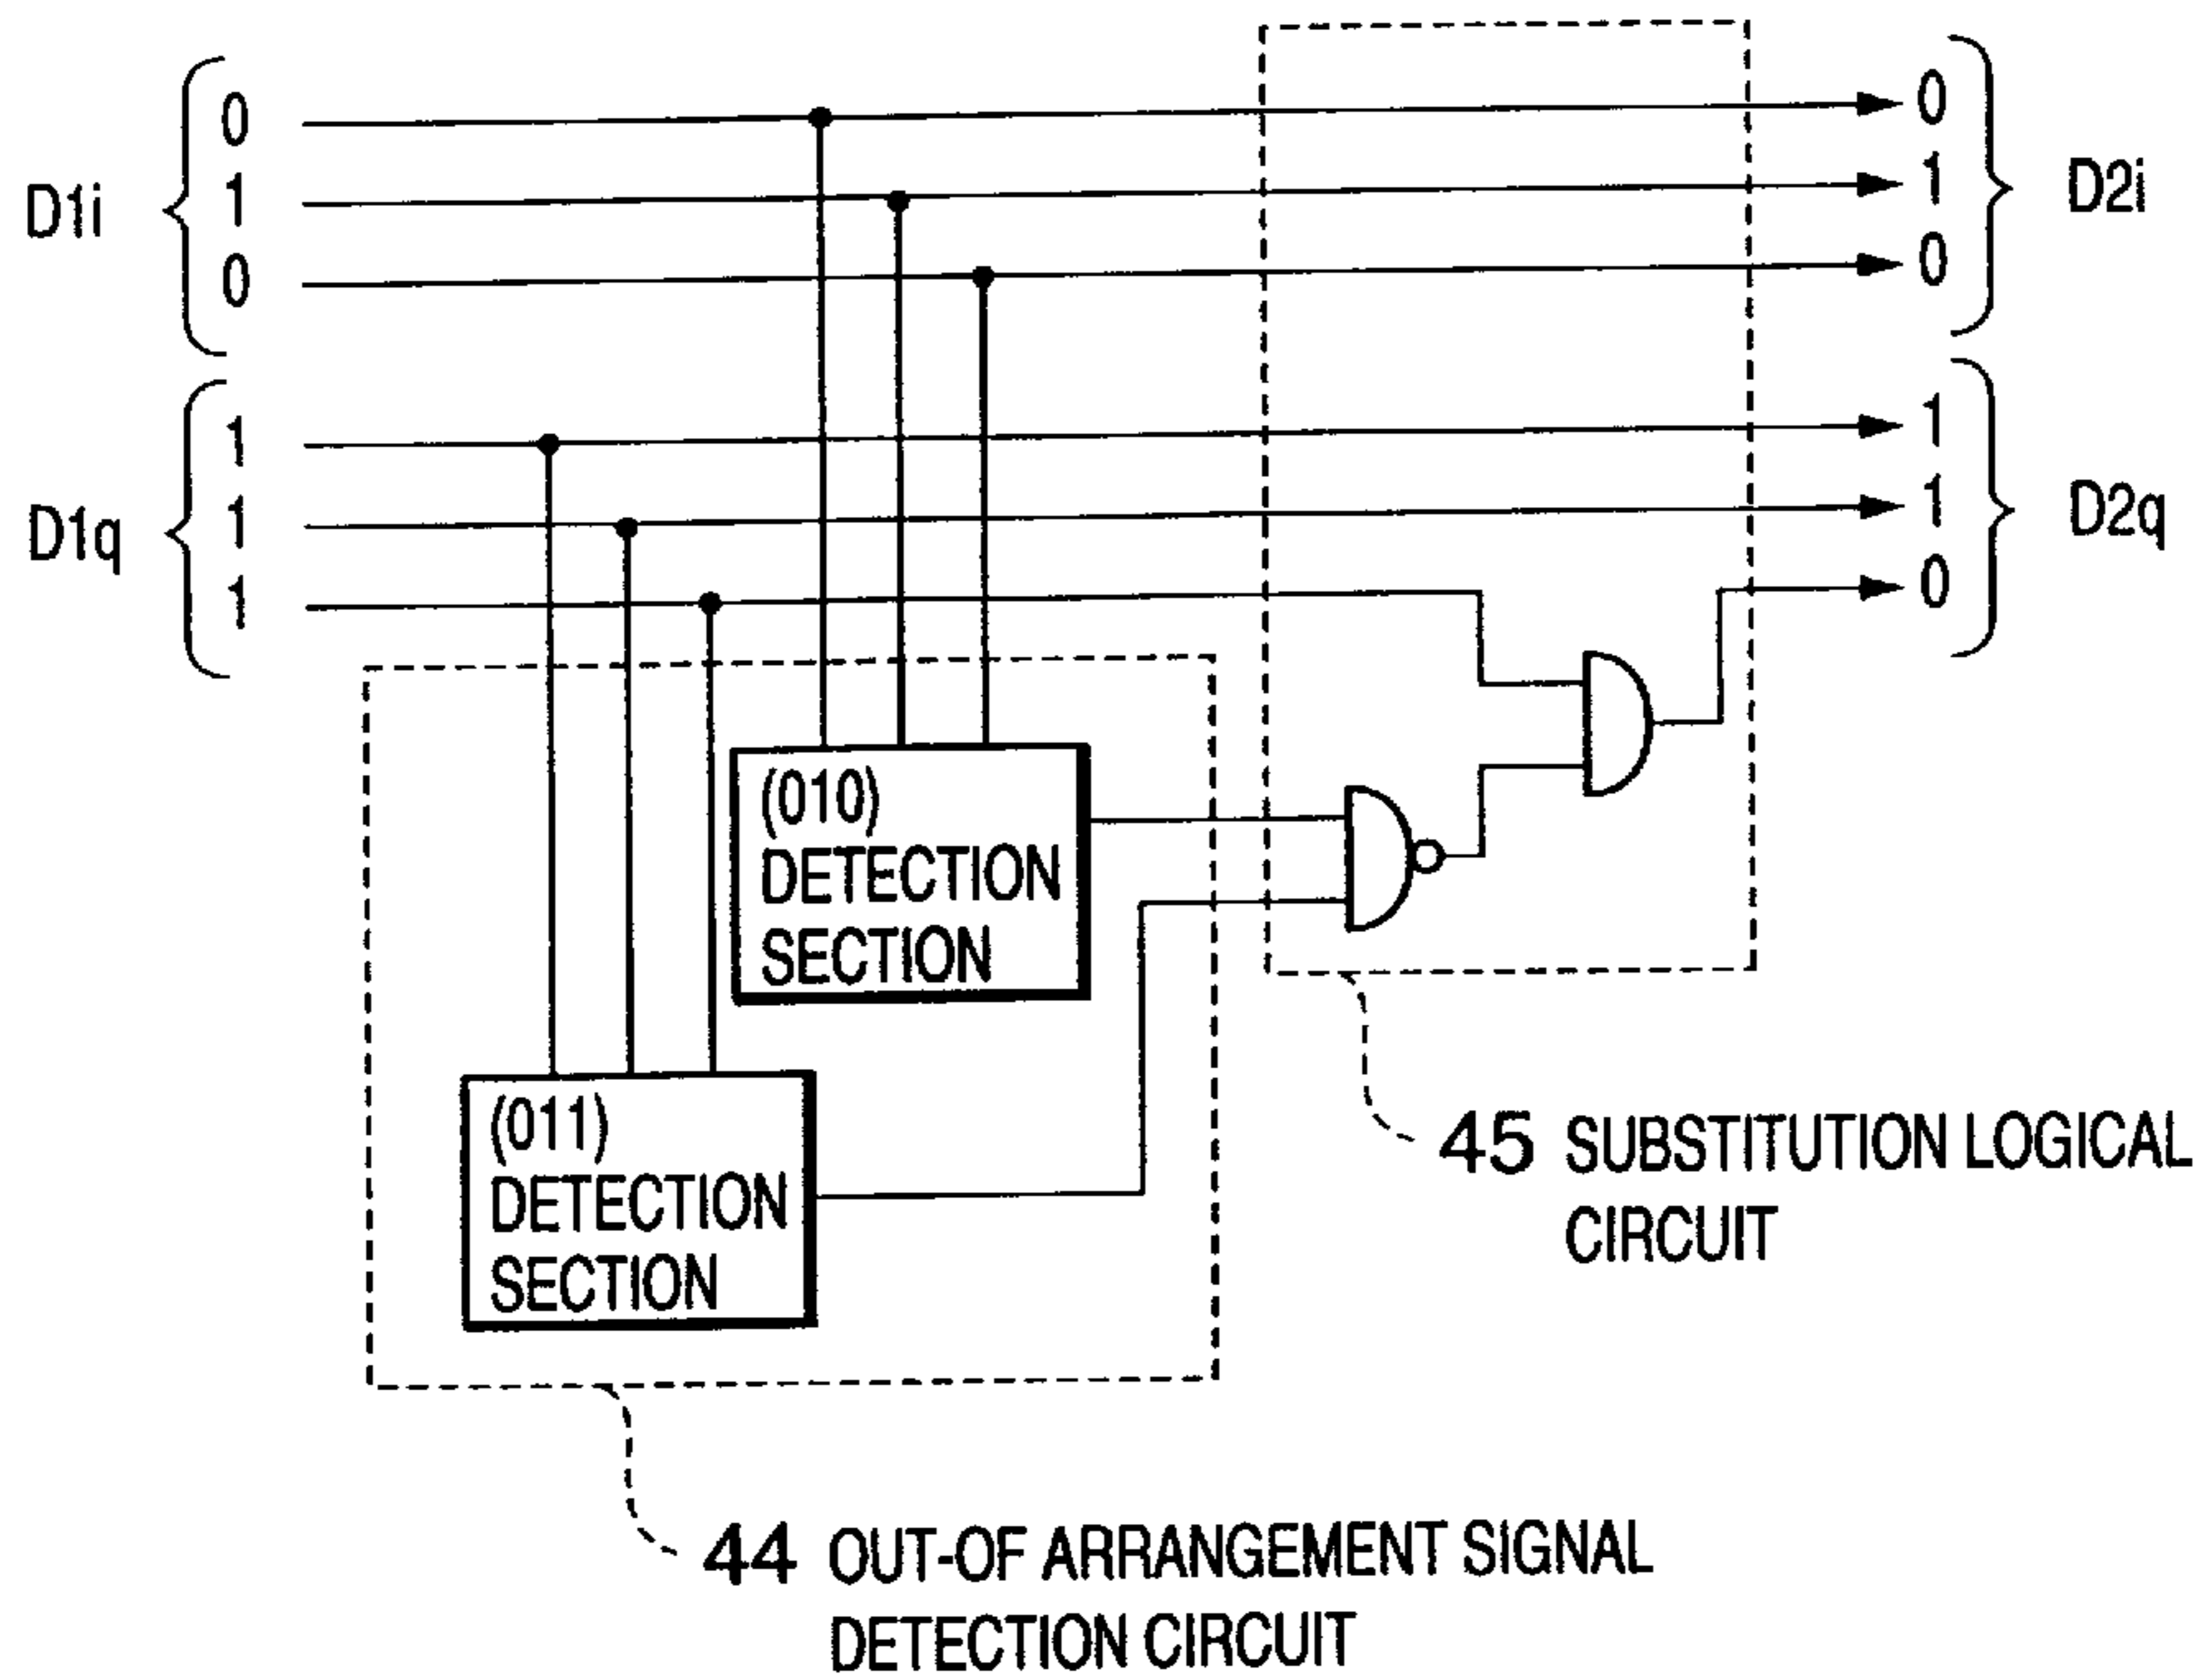 0 0
D1i 1 1 D2i
0 0
1 1
D1q 1 1 D2q
1 0
(010)
DETECTION
SECTION
(011)
DETECTION
SECTION
45 SUBSTITUTION LOGICAL
CIRCUIT
44 OUT-OF ARRANGEMENT SIGNAL
DETECTION CIRCUIT